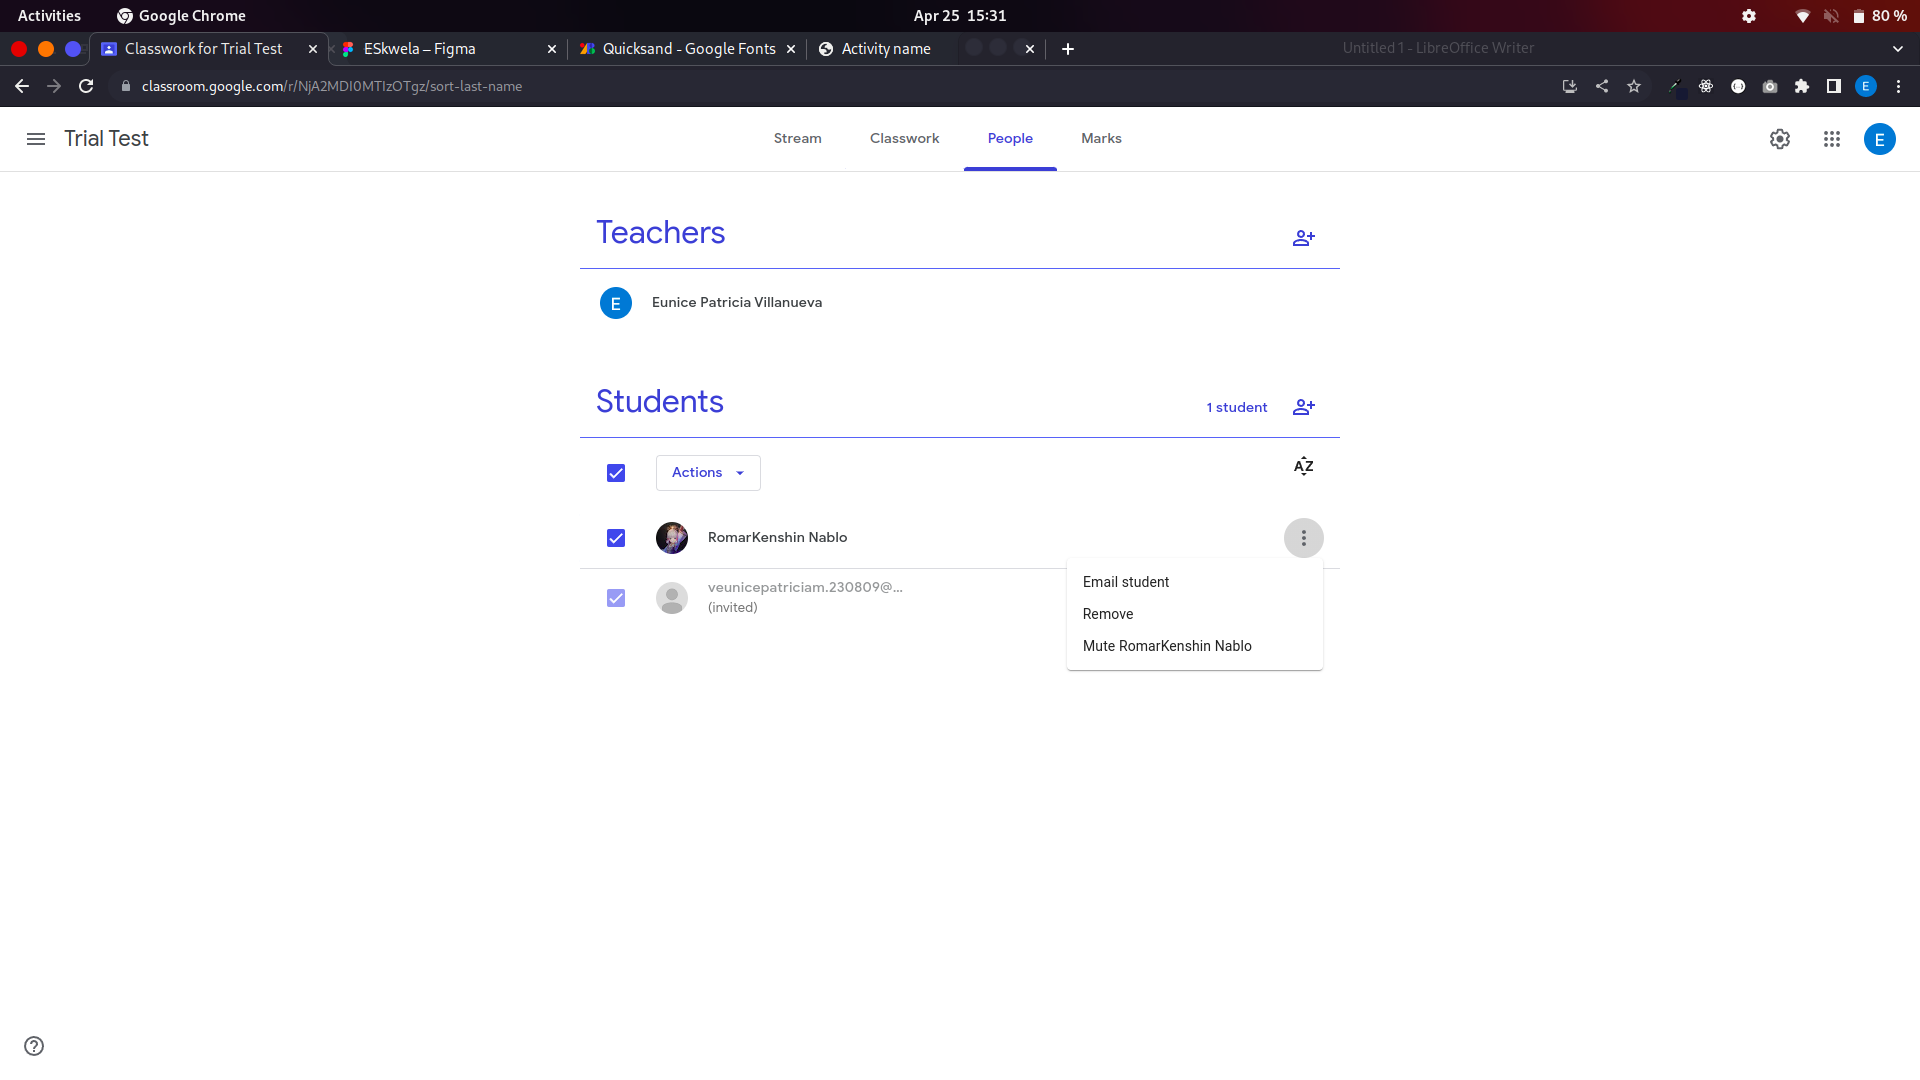 Activities
Google Chrome
Apr 25 15:31
80 %
Classwork for Trial Test
ESkwela – Figma
Quicksand - Google Fonts
Activity name
Untitled 1 - LibreOffice Writer
classroom.google.com/r/NjA2MDI0MTIzOTgz/sort-last-name
E
Trial Test
Stream
Classwork
People
Marks
E
Teachers
E
Eunice Patricia Villanueva
Students
1 student
Actions
AZ
RomarKenshin Nablo
veunicepatriciam.230809@...
(invited)
Email student
Remove
Mute RomarKenshin Nablo